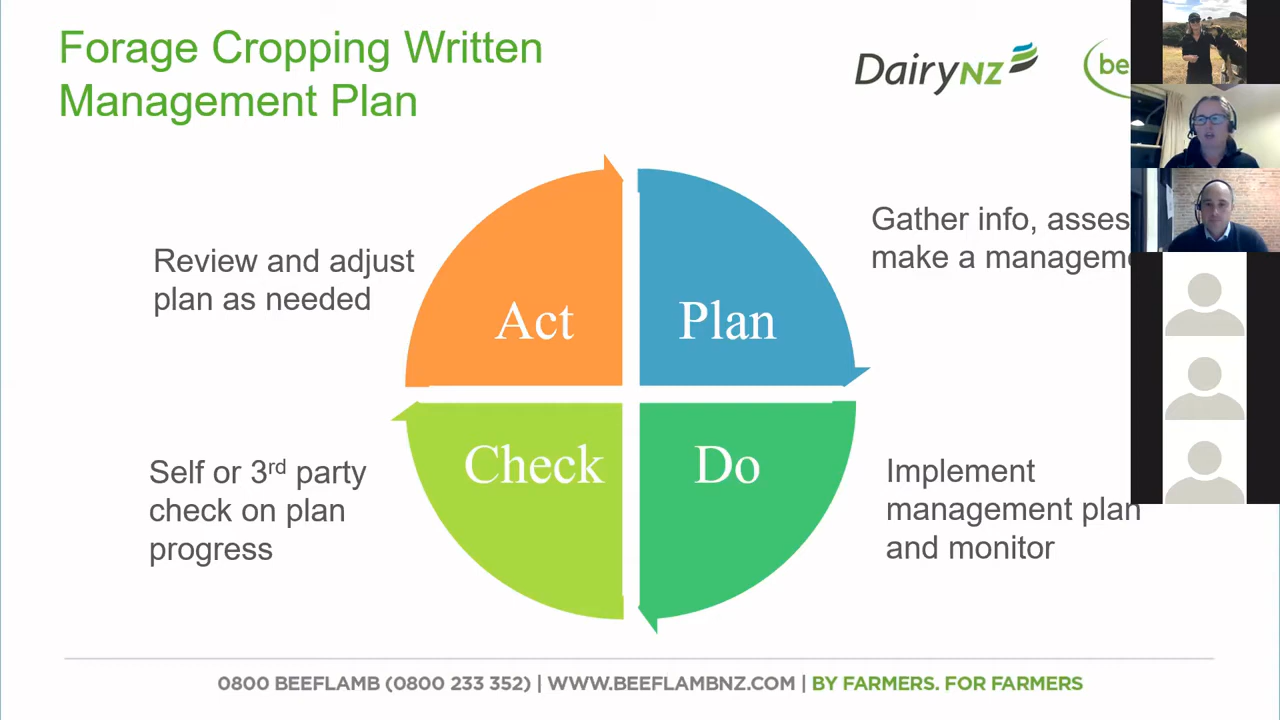 Forage Cropping Written
Management Plan
DairyNZ
be
Review and adjust
plan as needed
Act
Plan
Gather info,
make a
Self or 3rd party
check on plan
progress
Check
Do
Implement
management plan
and monitor
0800 BEEFLAMB (0800 233 352) | WWW.BEEFLAMBNZ.COM | BY FARMERS. FOR FARMERS